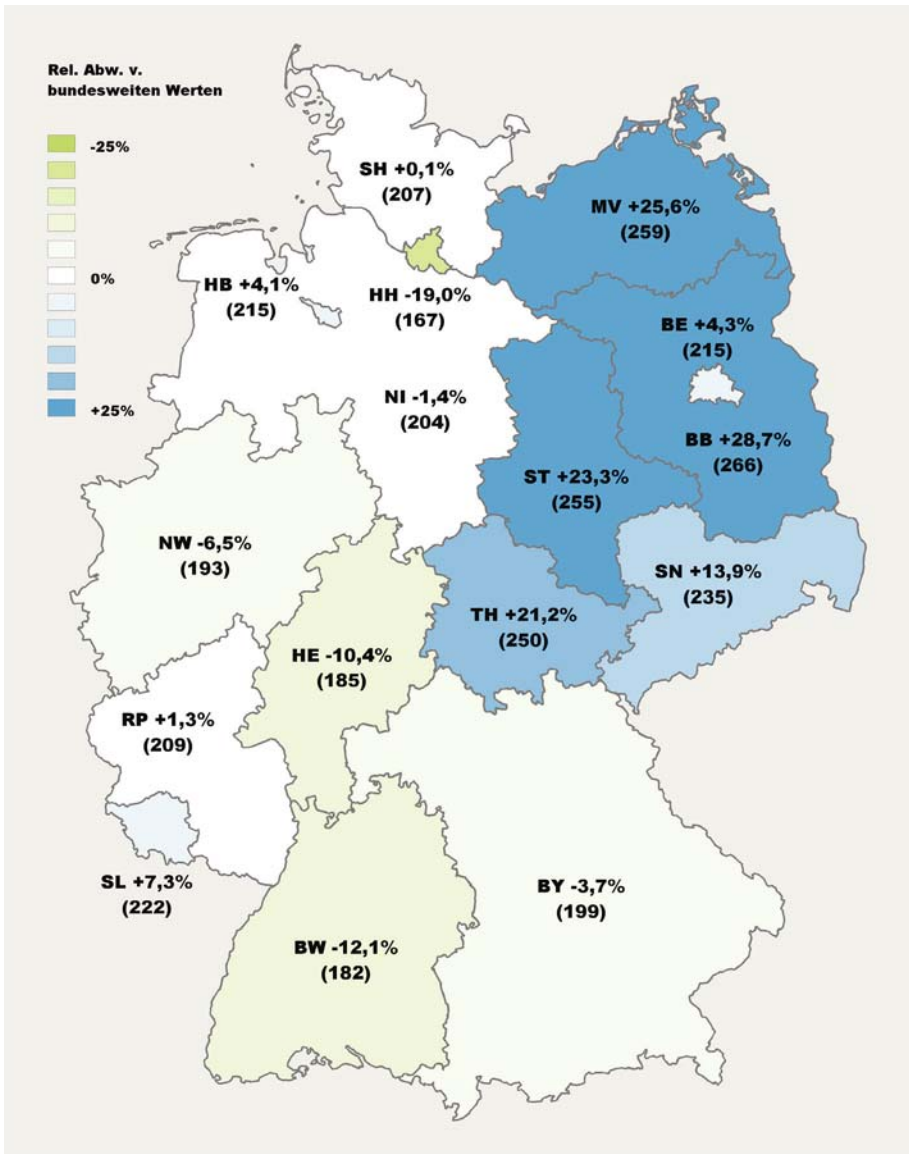 Rel. Abw. v.
bundesweiten Werten
-25%
0%
+25%
SH +0,1%
(207)
MV +25,6%
(259)
HB +4,1%
(215)
HH -19,0%
(167)
BE +4,3%
(215)
NI -1,4%
(204)
BB +28,7%
(266)
ST +23,3%
(255)
NW -6,5%
(193)
SN +13,9%
(235)
TH +21,2%
(250)
HE -10,4%
(185)
RP +1,3%
(209)
SL +7,3%
(222)
BY -3,7%
(199)
BW -12,1%
(182)